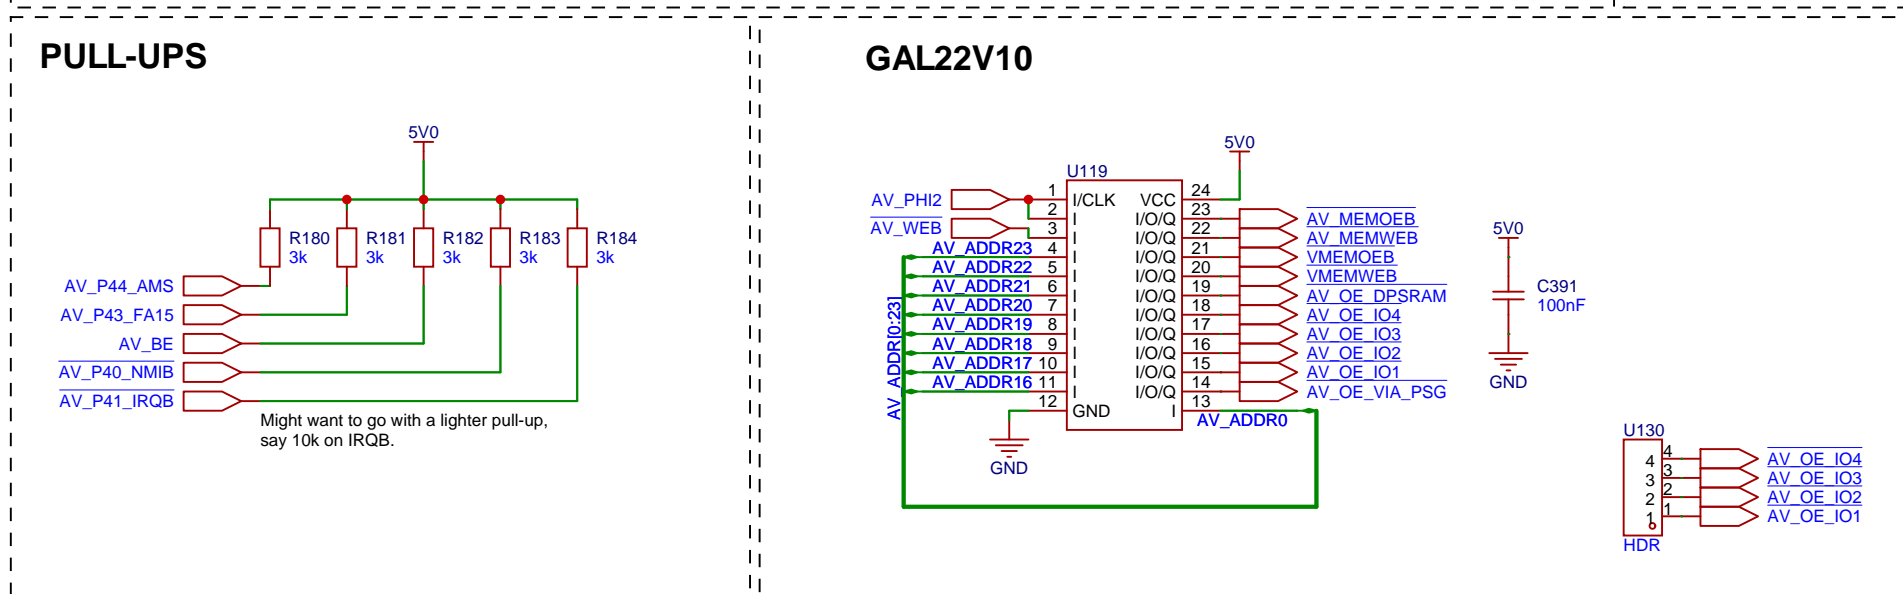 PULL-UPS
5V0
R180
3k
R181
3k
R182
3k
R183
3k
R184
3k
AV_P44_AMS
AV_P43_FA15
AV_BE
AV_P40_NMIB
AV_P41_IRQB
Might want to go with a lighter pull-up,
say 10k on IRQB.
GAL22V10
5V0
U119
AV_PHI2
AV_WEB
AV_ADDR23
AV_ADDR22
AV_ADDR21
AV_ADDR20
AV_ADDR19
AV_ADDR18
AV_ADDR17
AV_ADDR16
AV_ADDR[0:23]
1 I/CLK
2 I
3 I
4 I
5 I
6 I
7 I
8 I
9 I
10 I
11 I
12 GND
VCC 24
I/O/Q 23
I/O/Q 22
I/O/Q 21
I/O/Q 20
I/O/Q 19
I/O/Q 18
I/O/Q 17
I/O/Q 16
I/O/Q 15
I/O/Q 14
I 13
AV_MEMOEB
AV_MEMWEB
VMEMOEB
VMEMWEB
AV_OE_DPSRAM
AV_OE_IO4
AV_OE_IO3
AV_OE_IO2
AV_OE_IO1
AV_OE_VIA_PSG
AV_ADDR0
GND
5V0
C391
100nF
GND
U130
4 4 AV_OE_IO4
3 3 AV_OE_IO3
2 2 AV_OE_IO2
1 1 AV_OE_IO1
HDR